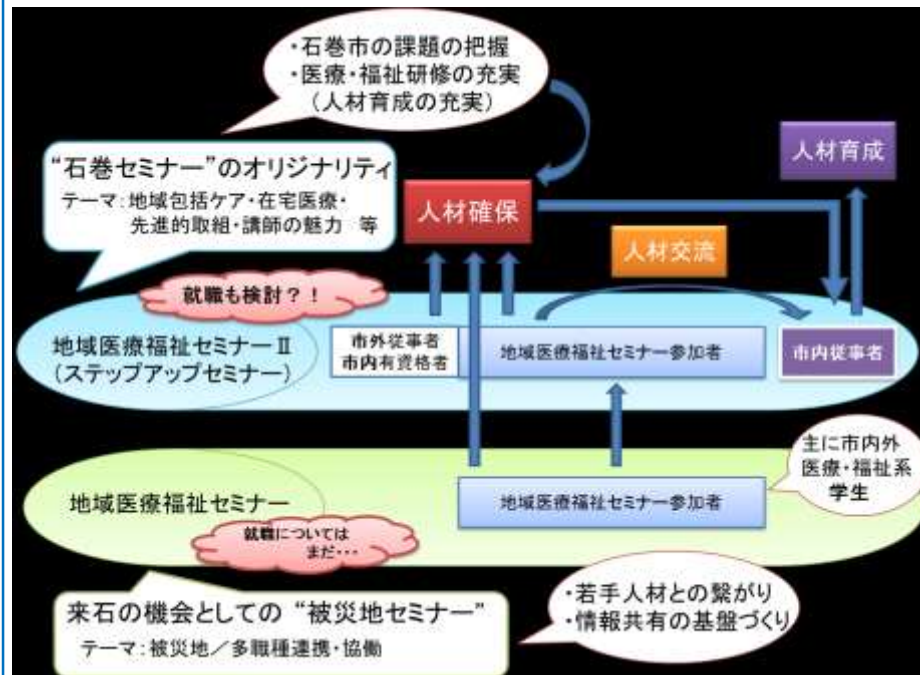 ・石巻市の課題の把握
・医療・福祉研修の充実
（人材育成の充実）
“石巻セミナー”のオリジナリティ
テーマ：地域包括ケア・在宅医療・
先進的取組・講師の魅力　等
人材育成
人材確保
人材交流
就職も検討？！
地域医療福祉セミナーⅡ
（ステップアップセミナー）
市外従事者
市内有資格者
地域医療福祉セミナー参加者
市内従事者
主に市内外
医療・福祉系
学生
地域医療福祉セミナー
地域医療福祉セミナー参加者
就職については
まだ・・・
来石の機会としての “被災地セミナー”
テーマ：被災地／多職種連携・協働
・若手人材との繋がり
・情報共有の基盤づくり